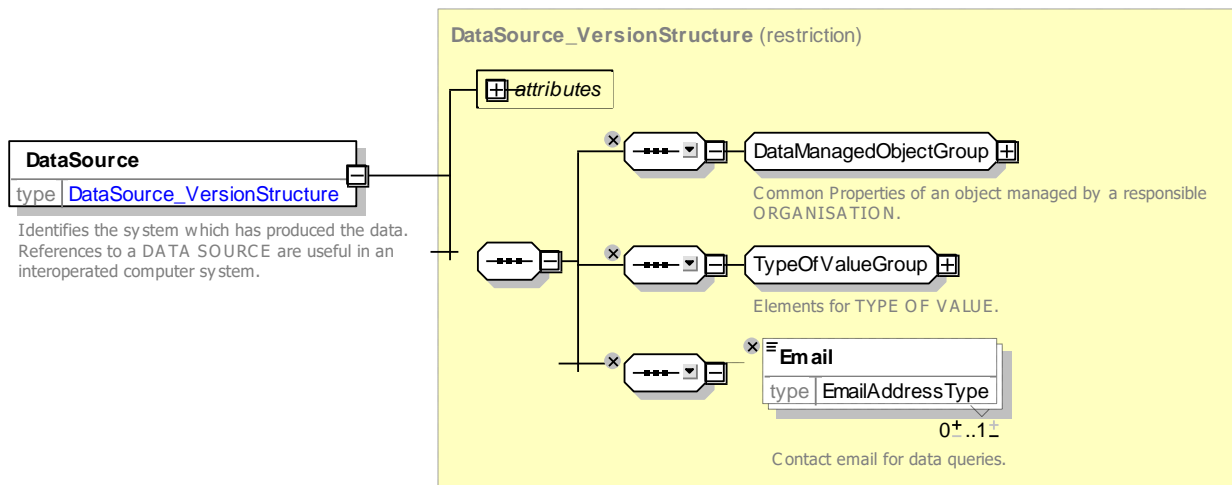 DataSource_VersionStructure (restriction)
attributes
DataSource
type DataSource_VersionStructure
Identifies the system which has produced the data.
References to a DATA SOURCE are useful in an
interoperated computer system.
DataManagedObjectGroup
Common Properties of an object managed by a responsible
ORGANISATION.
TypeOfValueGroup
Elements for TYPE OF VALUE.
Email
type EmailAddressType
0±..1±
Contact email for data queries.